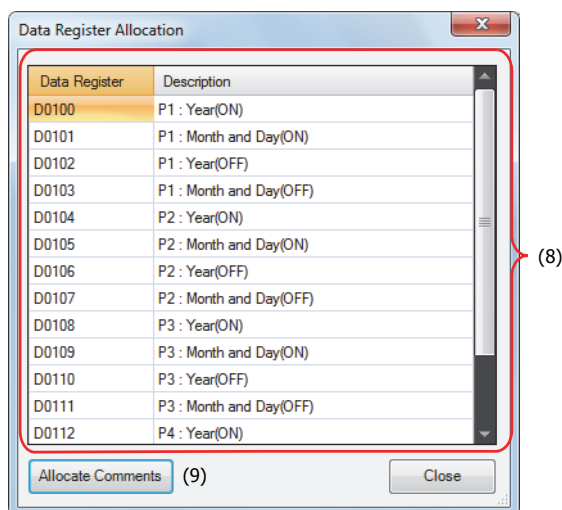 Data Register Allocation
Data Register Description
D0100 P1 : Year(ON)
D0101 P1 : Month and Day(ON)
D0102 P1 : Year(OFF)
D0103 P1 : Month and Day(OFF)
D0104 P2 : Year(ON)
D0105 P2 : Month and Day(ON)
D0106 P2 : Year(OFF)
D0107 P2 : Month and Day(OFF)
D0108 P3 : Year(ON)
D0109 P3 : Month and Day(ON)
D0110 P3 : Year(OFF)
D0111 P3 : Month and Day(OFF)
D0112 P4 : Year(ON)
(8)
Allocate Comments (9) Close